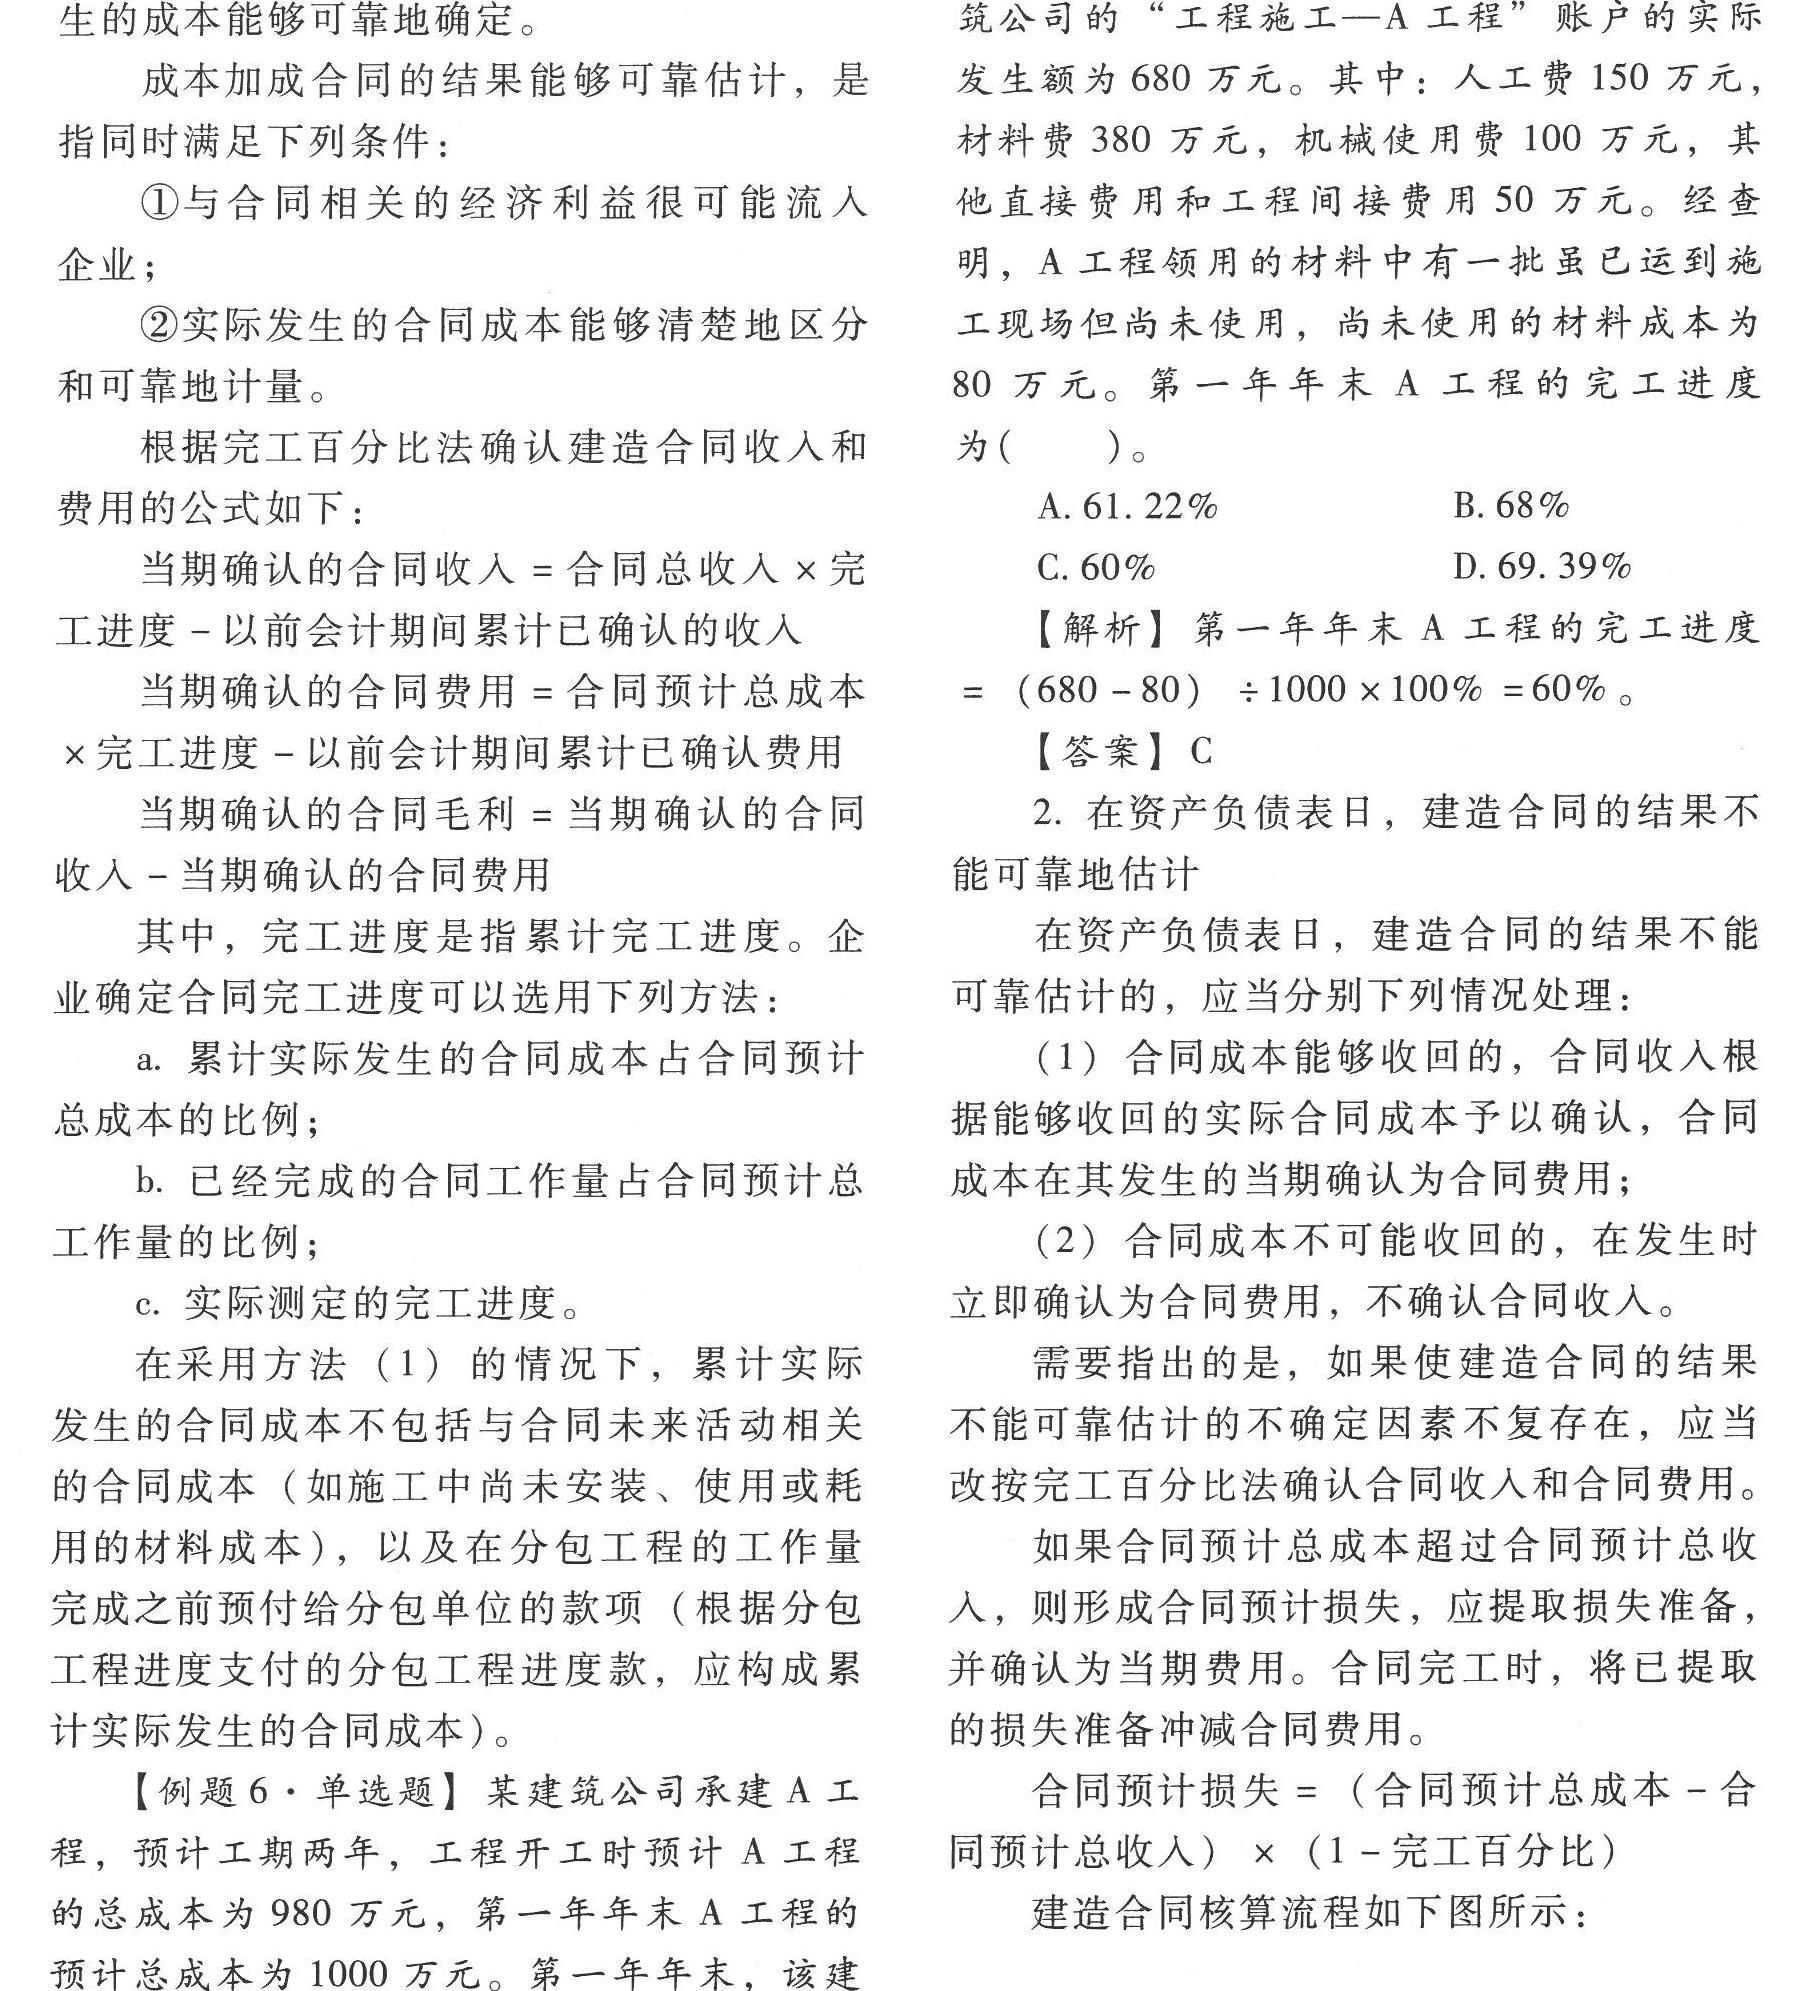 生的成本能够可靠地确定。
成本加成合同的结果能够可靠估计，是
指同时满足下列条件：
①与合同相关的经济利益很可能流入
企业；
②实际发生的合同成本能够清楚地区分
和可靠地计量。
根据完工百分比法确认建造合同收入和
费用的公式如下：
当期确认的合同收入 = 合同总收入 × 完
工进度 - 以前会计期间累计已确认的收入
当期确认的合同费用 = 合同预计总成本
× 完工进度 - 以前会计期间累计已确认费用
当期确认的合同毛利 = 当期确认的合同
收入 - 当期确认的合同费用
其中，完工进度是指累计完工进度。企
业确定合同完工进度可以选用下列方法：
a. 累计实际发生的合同成本占合同预计
总成本的比例；
b. 已经完成的合同工作量占合同预计总
工作量的比例；
c. 实际测定的完工进度。
在采用方法（1）的情况下，累计实际
发生的合同成本不包括与合同未来活动相关
的合同成本（如施工中尚未安装、使用或耗
用的材料成本），以及在分包工程的工作量
完成之前预付给分包单位的款项（根据分包
工程进度支付的分包工程进度款，应构成累
计实际发生的合同成本）。
【例题 6·单选题】某建筑公司承建 A 工
程，预计工期两年，工程开工时预计 A 工程
的总成本为 980 万元，第一年年末 A 工程的
预计总成本为 1000 万元。第一年年末，该建
筑公司的“工程施工—A 工程”账户的实际
发生额为 680 万元。其中：人工费 150 万元，
材料费 380 万元，机械使用费 100 万元，其
他直接费用和工程间接费用 50 万元。经查
明，A 工程领用的材料中有一批虽已运到施
工现场但尚未使用，尚未使用的材料成本为
80 万元。第一年年末 A 工程的完工进度
为(　　)。
A. 61. 22%　　B. 68%
C. 60%　　D. 69. 39%
【解析】第一年年末 A 工程的完工进度
=（680 - 80）÷ 1000 × 100% = 60%。
【答案】C
2. 在资产负债表日，建造合同的结果不
能可靠地估计
在资产负债表日，建造合同的结果不能
可靠估计的，应当分别下列情况处理：
（1）合同成本能够收回的，合同收入根
据能够收回的实际合同成本予以确认，合同
成本在其发生的当期确认为合同费用；
（2）合同成本不可能收回的，在发生时
立即确认为合同费用，不确认合同收入。
需要指出的是，如果使建造合同的结果
不能可靠估计的不确定因素不复存在，应当
改按完工百分比法确认合同收入和合同费用。
如果合同预计总成本超过合同预计总收
入，则形成合同预计损失，应提取损失准备，
并确认为当期费用。合同完工时，将已提取
的损失准备冲减合同费用。
合同预计损失 =（合同预计总成本 - 合
同预计总收入）×（1 - 完工百分比）
建造合同核算流程如下图所示：